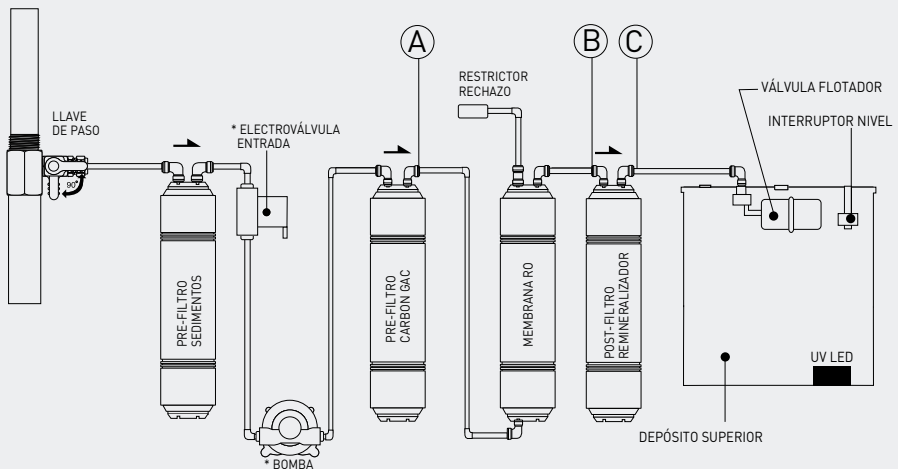 A
B
C
RESTRICTOR
RECHAZO
VÁLVULA FLOTADOR
LLAVE
DE PASO
* ELECTROVÁLVULA
ENTRADA
INTERRUPTOR NIVEL
90°
PRE-FILTRO
SEDIMENTOS
PRE-FILTRO
CARBON GAC
MEMBRANA RO
POST-FILTRO
REMINERALIZADOR
UV LED
DEPÓSITO SUPERIOR
* BOMBA